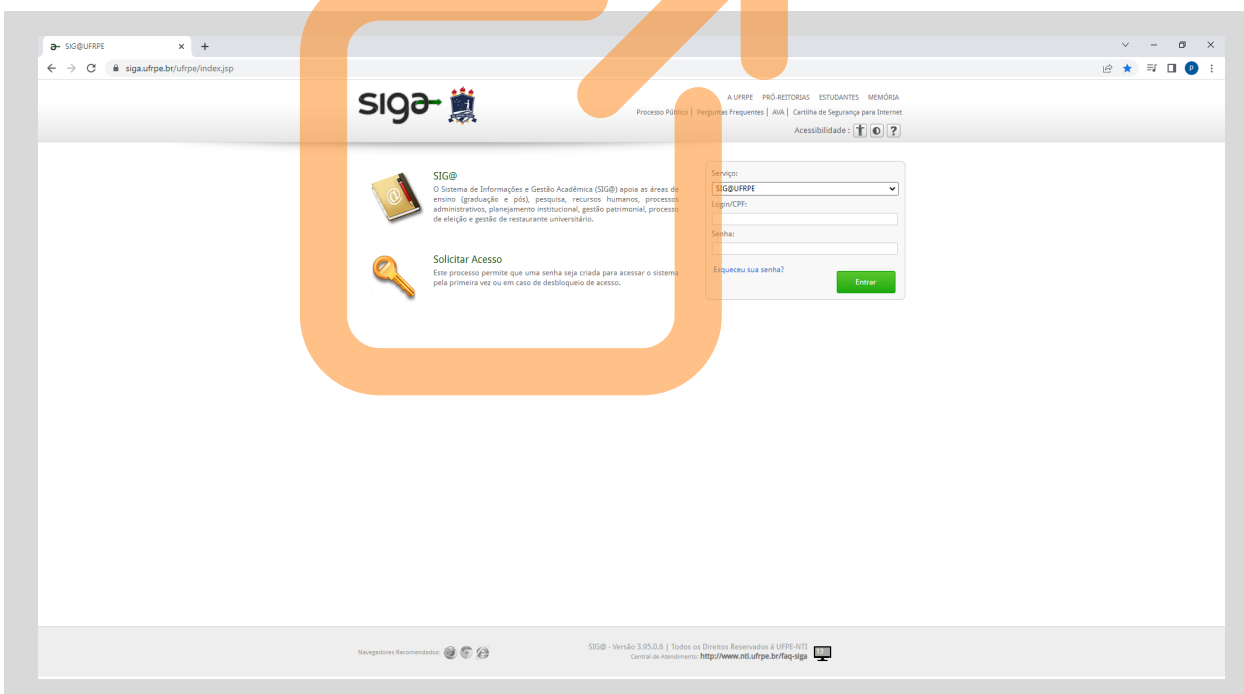 SIG@UFRPE
siga.ufrpe.br/ufrpe/index.jsp
P
siga
A UFRPE PRÓ-REITORIAS ESTUDANTES MEMÓRIA
Processo Público | Perguntas Frequentes | AVA | Cartilha de Segurança para Internet
Acessibilidade : ?
SIG@
O Sistema de Informações e Gestão Acadêmica (SIG@) apoia as áreas de
ensino (graduação e pós), pesquisa, recursos humanos, processos
administrativos, planejamento institucional, gestão patrimonial, processo
de eleição e gestão de restaurante universitário.
Solicitar Acesso
Este processo permite que uma senha seja criada para acessar o sistema
pela primeira vez ou em caso de desbloqueio de acesso.
Serviço:
SIG@UFRPE
Login/CPF:
Senha:
Esqueceu sua senha?
Entrar
Navegadores Recomendados:
SIG@ - Versão 3.95.0.6 | Todos os Direitos Reservados à UFPE-NTI
Central de Atendimento: http://www.nti.ufrpe.br/faq-siga
13